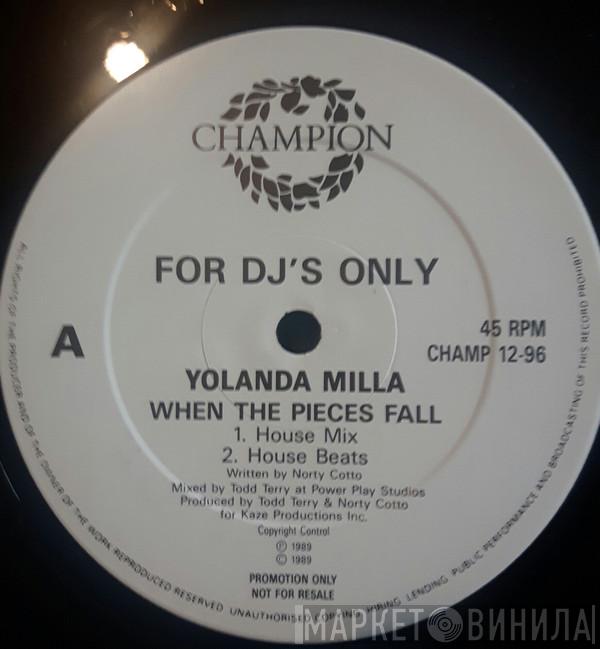 CHAMPION
FOR DJ'S ONLY
A
45 RPM
CHAMP 12-96
YOLANDA MILLA
WHEN THE PIECES FALL
1. House Mix
2. House Beats
Written by Norty Cotto
Mixed by Todd Terry at Power Play Studios
Produced by Todd Terry & Norty Cotto
for Kaze Productions Inc.
Copyright Control
℗ 1989
© 1989
PROMOTION ONLY
NOT FOR RESALE
ALL RIGHTS OF THE PRODUCER AND OF THE OWNER OF THE WORK REPRODUCED RESERVED UNAUTHORISED COPYING HIRING LENDING PUBLIC PERFORMANCE AND BROADCASTING OF THIS RECORD PROHIBITED
МАРКЕТ ВИНИЛА